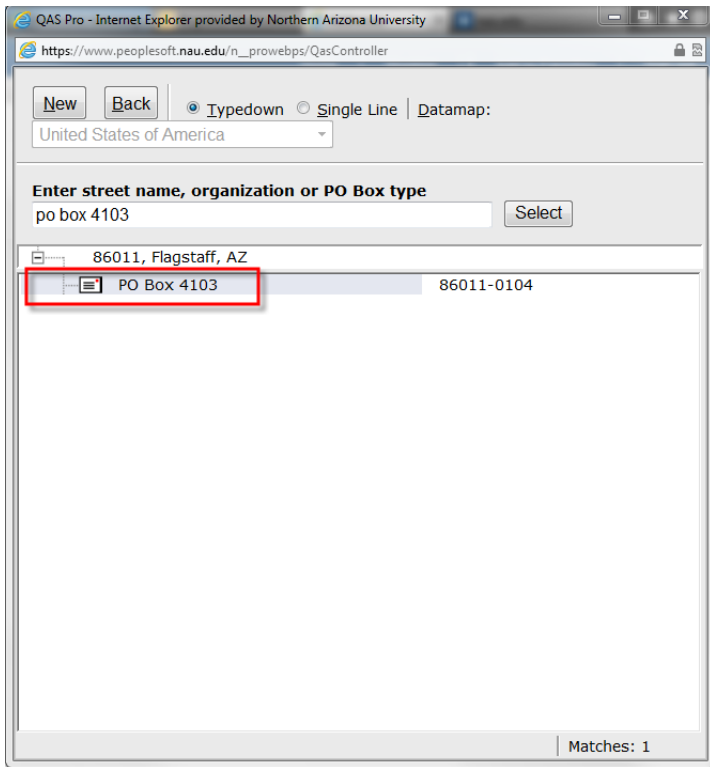 QAS Pro - Internet Explorer provided by Northern Arizona University
https://www.peoplesoft.nau.edu/n__prowebps/QasController
New Back Typedown Single Line | Datamap:
United States of America
Enter street name, organization or PO Box type
po box 4103 Select
86011, Flagstaff, AZ
PO Box 4103 86011-0104
Matches: 1